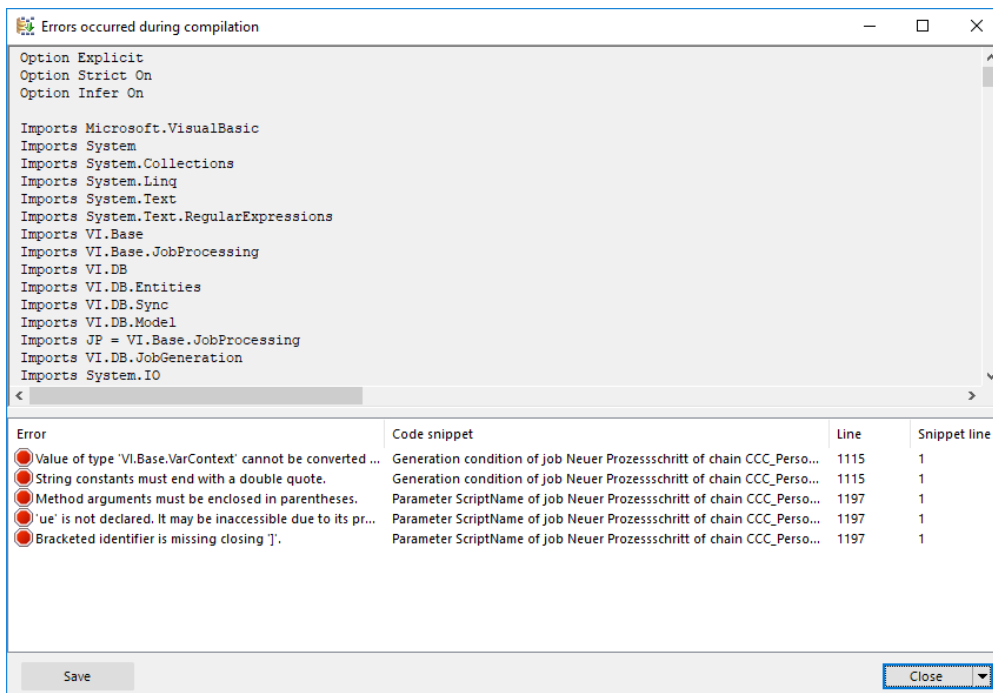 Errors occurred during compilation
Option Explicit
Option Strict On
Option Infer On
Imports Microsoft.VisualBasic
Imports System
Imports System.Collections
Imports System.Linq
Imports System.Text
Imports System.Text.RegularExpressions
Imports VI.Base
Imports VI.Base.JobProcessing
Imports VI.DB
Imports VI.DB.Entities
Imports VI.DB.Sync
Imports VI.DB.Model
Imports JP = VI.Base.JobProcessing
Imports VI.DB.JobGeneration
Imports System.IO
Error Code snippet Line Snippet line
Value of type 'VI.Base.VarContext' cannot be converted ... Generation condition of job Neuer Prozessschritt of chain CCC_Perso... 1115 1
String constants must end with a double quote. Generation condition of job Neuer Prozessschritt of chain CCC_Perso... 1115 1
Method arguments must be enclosed in parentheses. Parameter ScriptName of job Neuer Prozessschritt of chain CCC_Perso... 1197 1
'ue' is not declared. It may be inaccessible due to its pr... Parameter ScriptName of job Neuer Prozessschritt of chain CCC_Perso... 1197 1
Bracketed identifier is missing closing ']'. Parameter ScriptName of job Neuer Prozessschritt of chain CCC_Perso... 1197 1
Save Close